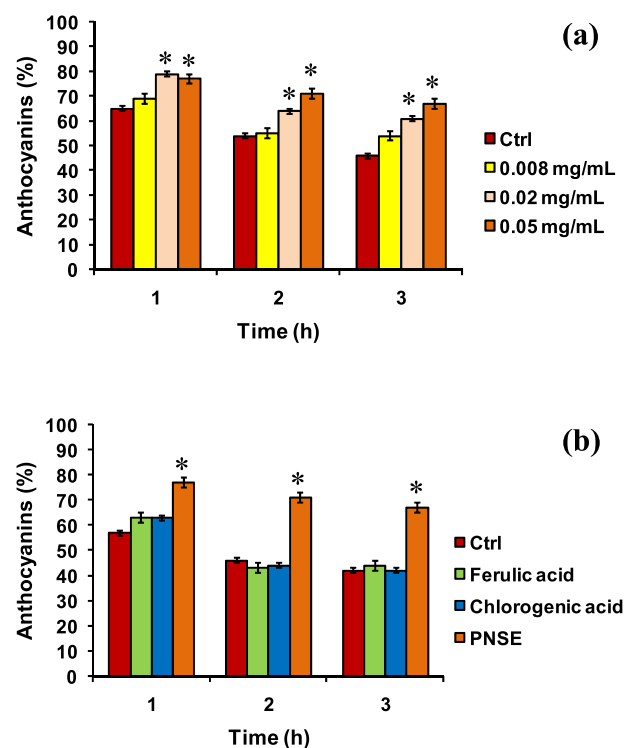 (a)
100
90
80
70
60
50
40
30
20
10
0
Anthocyanins (%)
* *
* *
* *
1 2 3
Time (h)
Ctrl
0.008 mg/mL
0.02 mg/mL
0.05 mg/mL
(b)
100
90
80
70
60
50
40
30
20
10
0
Anthocyanins (%)
*
*
*
1 2 3
Time (h)
Ctrl
Ferulic acid
Chlorogenic acid
PNSE